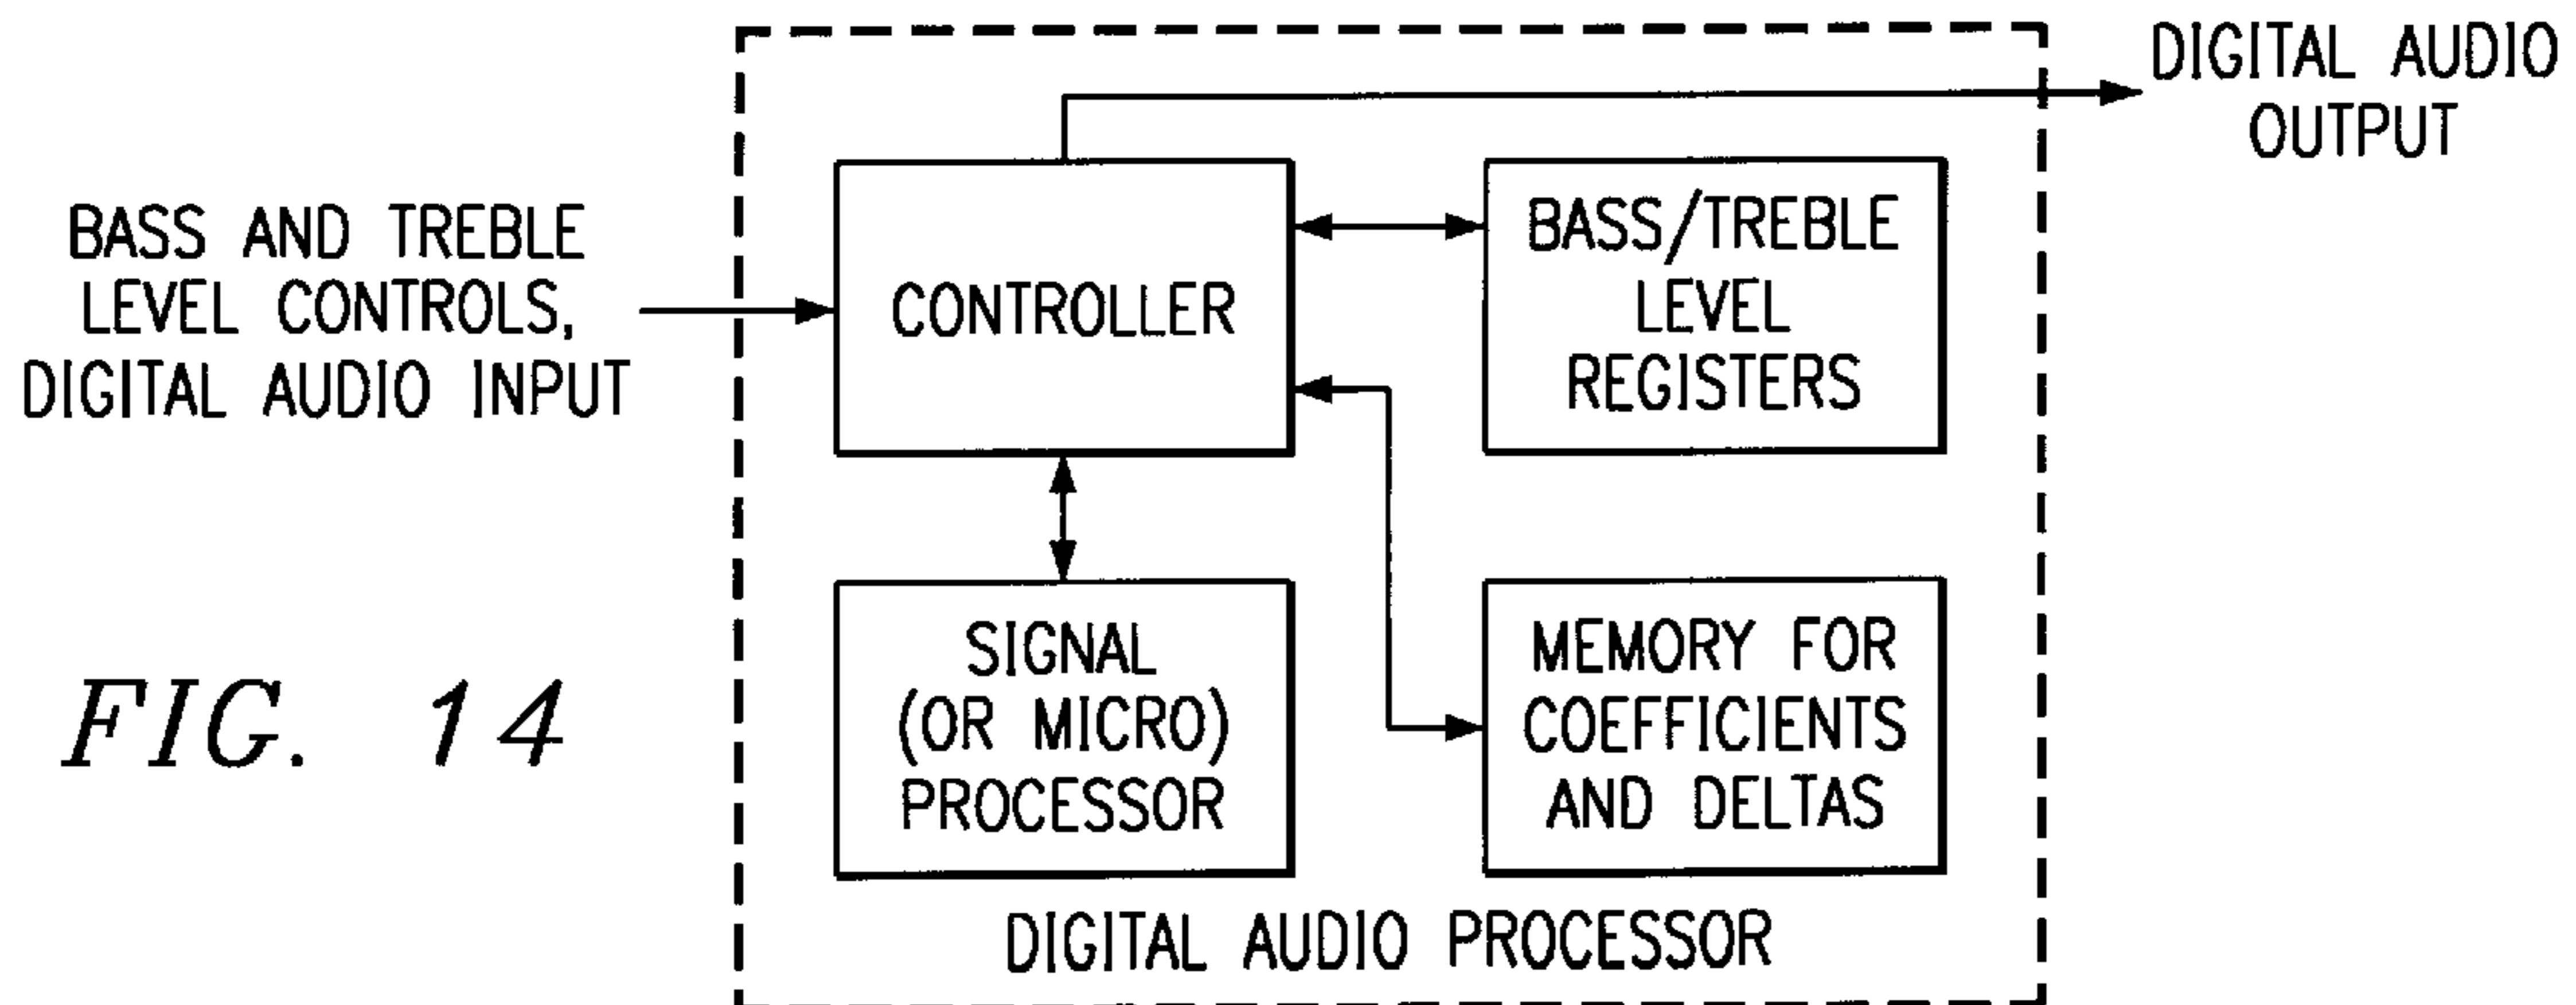 DIGITAL AUDIO
OUTPUT
BASS AND TREBLE
LEVEL CONTROLS,
DIGITAL AUDIO INPUT
CONTROLLER
BASS/TREBLE
LEVEL
REGISTERS
SIGNAL
(OR MICRO)
PROCESSOR
MEMORY FOR
COEFFICIENTS
AND DELTAS
DIGITAL AUDIO PROCESSOR
FIG. 14